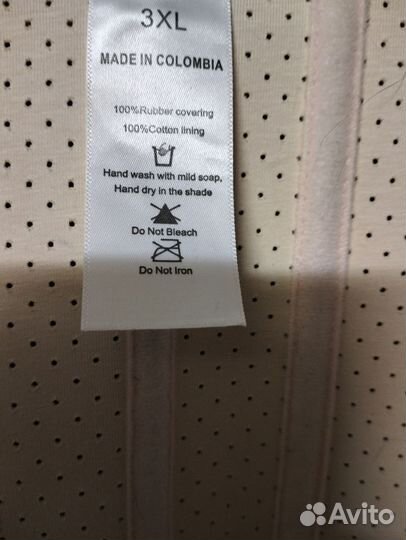 3XL
MADE IN COLOMBIA
100%Rubber covering
100%Cotton lining
Hand wash with mild soap,
Hand dry in the shade
Do Not Bleach
Do Not Iron
Avito